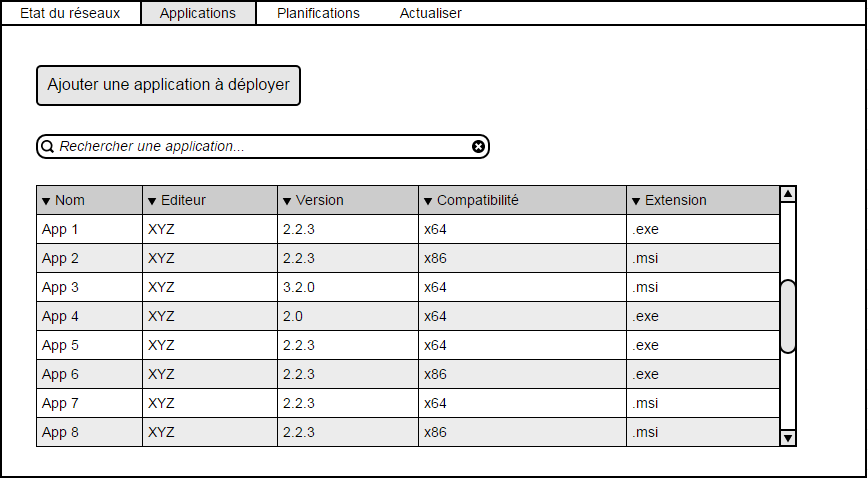 Etat du réseaux Applications Planifications Actualiser
Ajouter une application à déployer
Rechercher une application...
Nom Editeur Version Compatibilité Extension
App 1 XYZ 2.2.3 x64 .exe
App 2 XYZ 2.2.3 x86 .msi
App 3 XYZ 3.2.0 x64 .msi
App 4 XYZ 2.0 x64 .exe
App 5 XYZ 2.2.3 x64 .exe
App 6 XYZ 2.2.3 x86 .exe
App 7 XYZ 2.2.3 x64 .msi
App 8 XYZ 2.2.3 x86 .msi